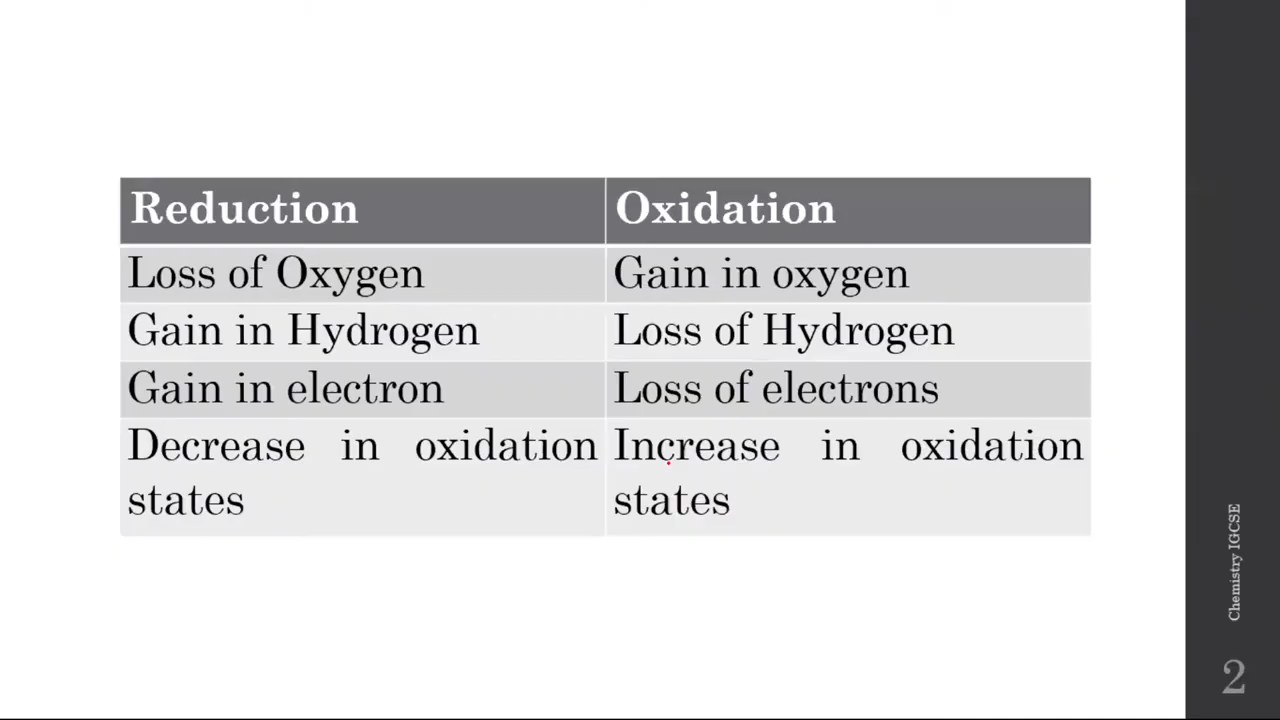 Reduction
Oxidation
Loss of Oxygen
Gain in oxygen
Gain in Hydrogen
Loss of Hydrogen
Gain in electron
Loss of electrons
Decrease in oxidation
states
Increase in oxidation
states
Chemistry IGCSE
2